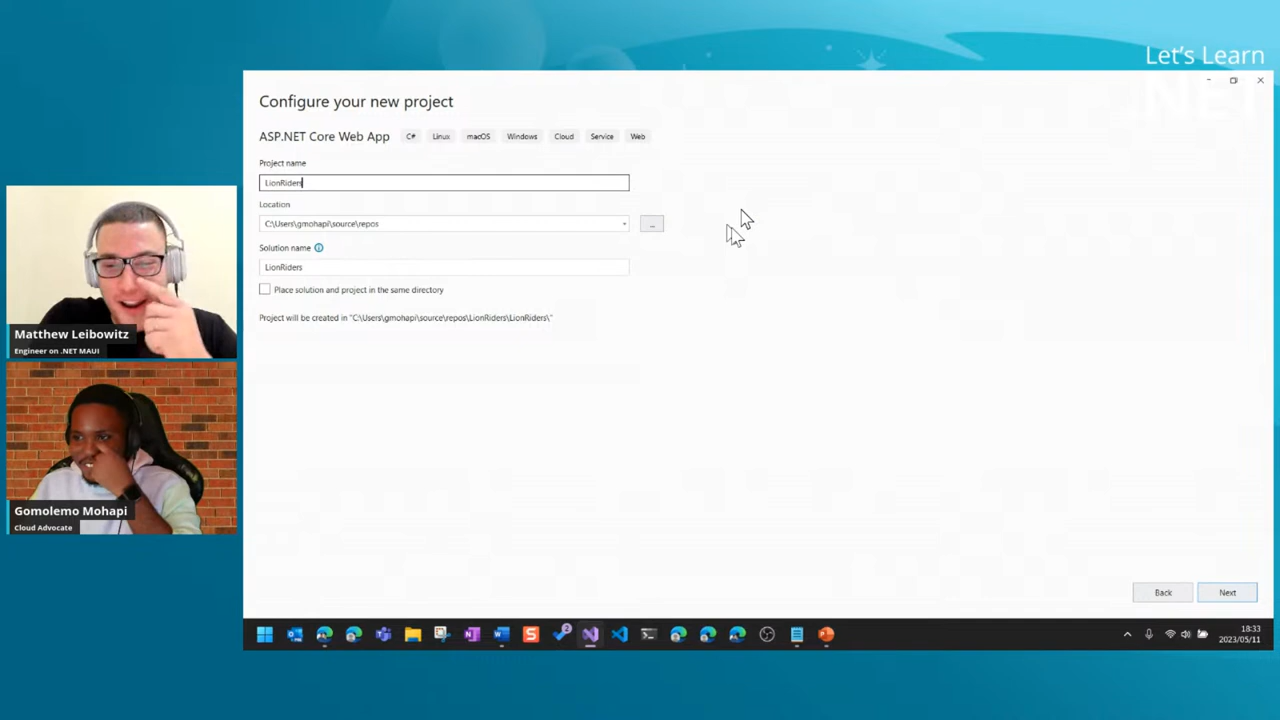 Let's Learn
.NET
Configure your new project
ASP.NET Core Web App C# Linux macOS Windows Cloud Service Web
Project name
LionRiders
Location
C:\Users\gmohapi\source\repos
...
Solution name
LionRiders
Place solution and project in the same directory
Project will be created in "C:\Users\gmohapi\source\repos\LionRiders\LionRiders\"
Matthew Leibowitz
Engineer on .NET MAUI
Gomolemo Mohapi
Cloud Advocate
Back Next
2
18:33
2023/05/11